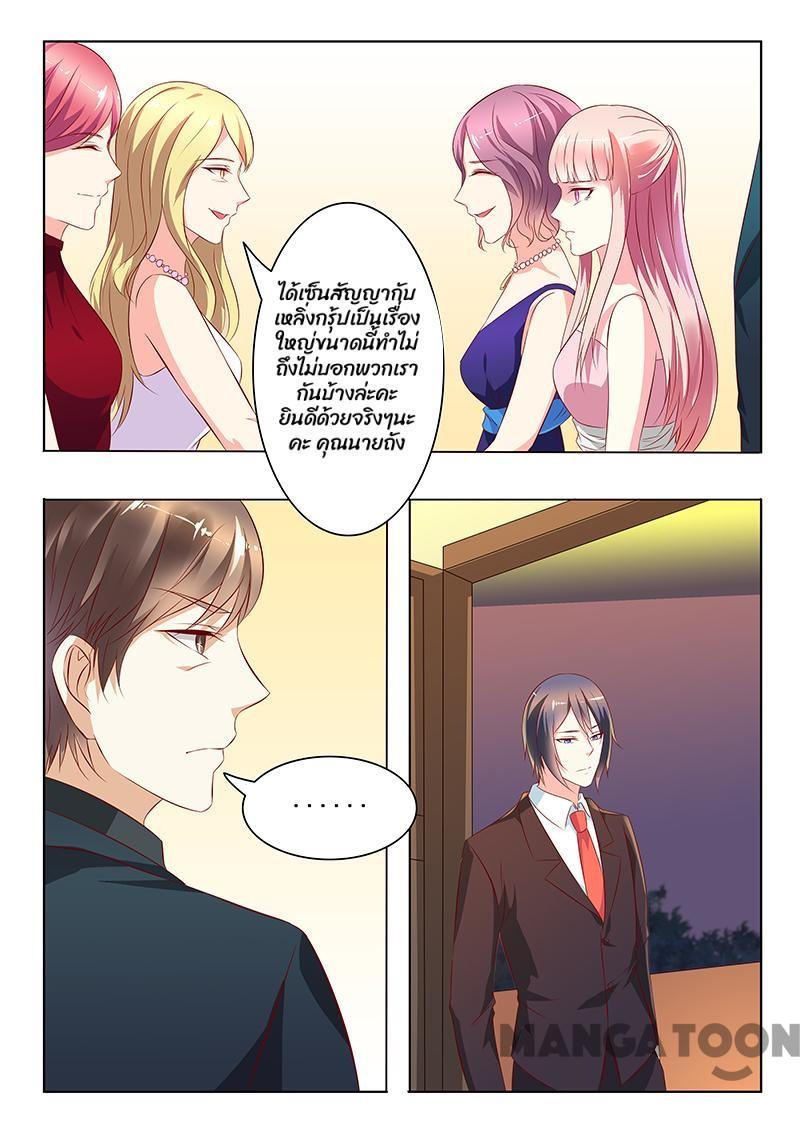 ได้เซ็นสัญญากับ
เหลิ่งกรุ้ปเป็นเรื่อง
ใหญ่ขนาดนี้ทำไม่
ถึงไม่บอกพวกเรา
กันบ้างล่ะคะ
ยินดีด้วยจริงๆนะ
คะ คุณนายถัง
......
MANGATOON